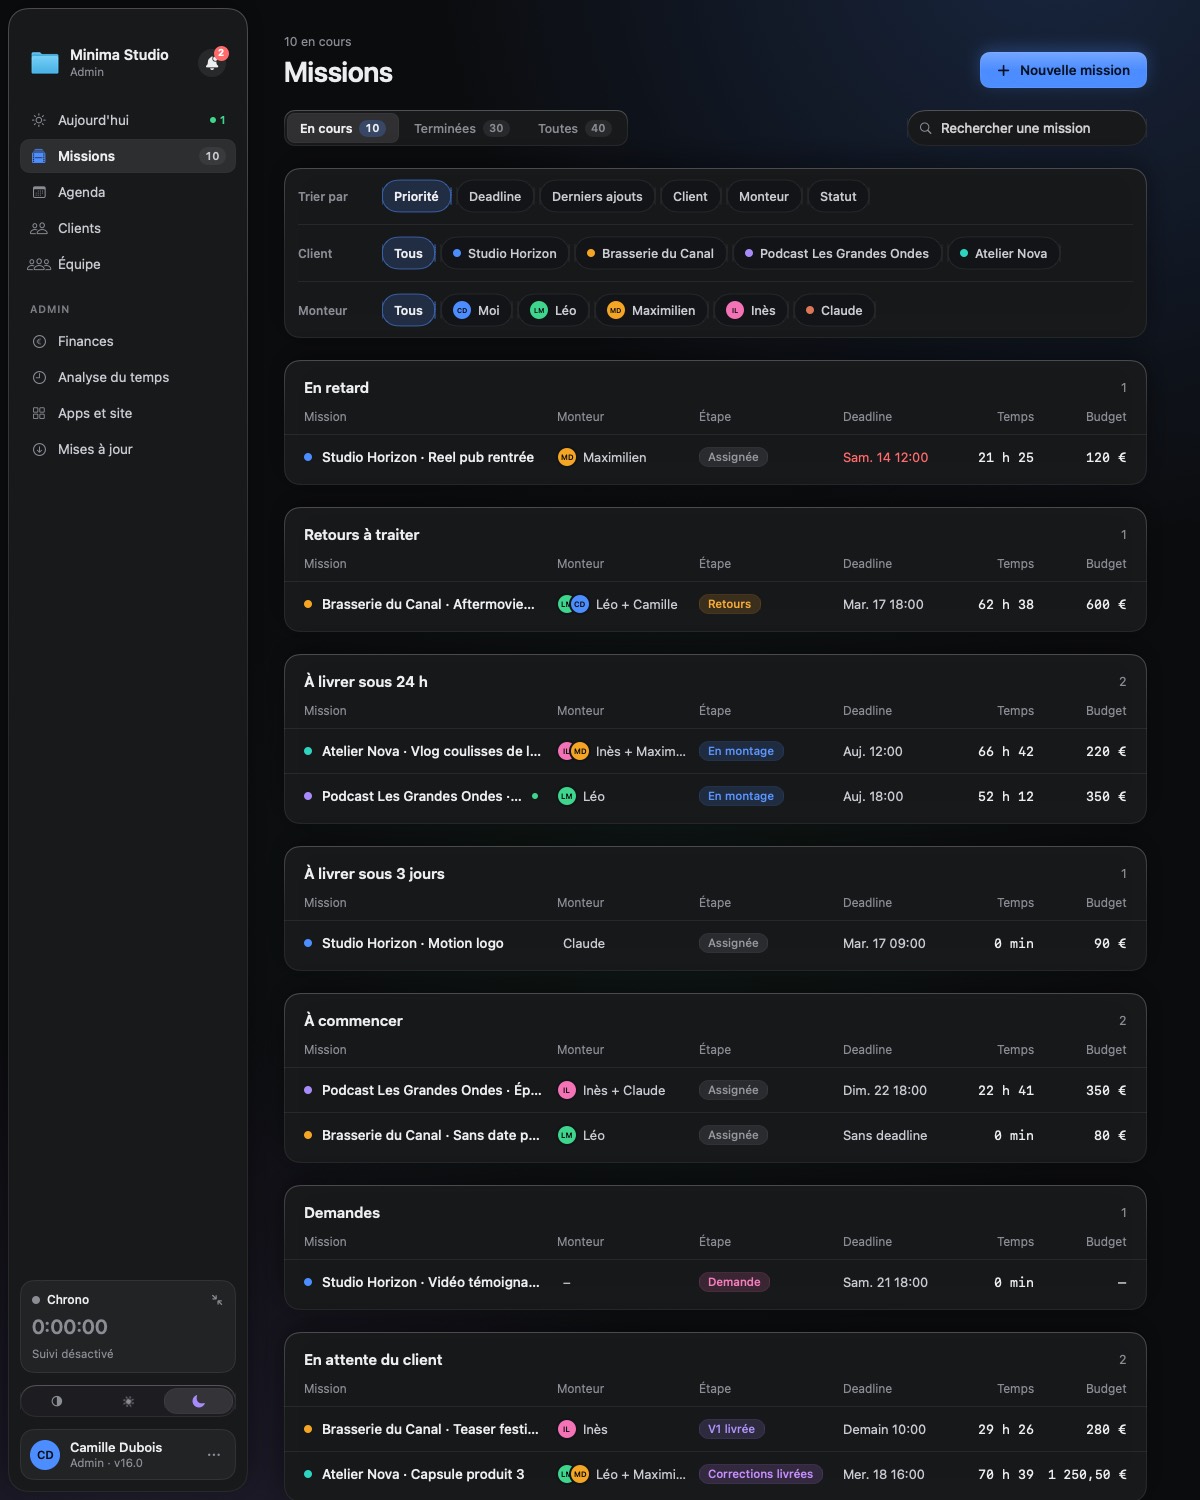 Minima Studio
Admin
2
Aujourd'hui
1
Missions
10
Agenda
Clients
Équipe
ADMIN
Finances
Analyse du temps
Apps et site
Mises à jour
Chrono
0:00:00
Suivi désactivé
CD
Camille Dubois
Admin · v16.0
10 en cours
Missions
+ Nouvelle mission
En cours 10 Terminées 30 Toutes 40
Rechercher une mission
Trier par Priorité Deadline Derniers ajouts Client Monteur Statut
Client Tous Studio Horizon Brasserie du Canal Podcast Les Grandes Ondes Atelier Nova
Monteur Tous CD Moi LM Léo MD Maximilien IL Inès Claude
En retard 1
Mission Monteur Étape Deadline Temps Budget
Studio Horizon · Reel pub rentrée MD Maximilien Assignée Sam. 14 12:00 21 h 25 120 €
Retours à traiter 1
Mission Monteur Étape Deadline Temps Budget
Brasserie du Canal · Aftermovie... CD Léo + Camille Retours Mar. 17 18:00 62 h 38 600 €
À livrer sous 24 h 2
Mission Monteur Étape Deadline Temps Budget
Atelier Nova · Vlog coulisses de l... MD Inès + Maxim... En montage Auj. 12:00 66 h 42 220 €
Podcast Les Grandes Ondes ·... LM Léo En montage Auj. 18:00 52 h 12 350 €
À livrer sous 3 jours 1
Mission Monteur Étape Deadline Temps Budget
Studio Horizon · Motion logo Claude Assignée Mar. 17 09:00 0 min 90 €
À commencer 2
Mission Monteur Étape Deadline Temps Budget
Podcast Les Grandes Ondes · Ép... IL Inès + Claude Assignée Dim. 22 18:00 22 h 41 350 €
Brasserie du Canal · Sans date p... LM Léo Assignée Sans deadline 0 min 80 €
Demandes 1
Mission Monteur Étape Deadline Temps Budget
Studio Horizon · Vidéo témoigna... – Demande Sam. 21 18:00 0 min –
En attente du client 2
Mission Monteur Étape Deadline Temps Budget
Brasserie du Canal · Teaser festi... IL Inès V1 livrée Demain 10:00 29 h 26 280 €
Atelier Nova · Capsule produit 3 MD Léo + Maximi... Corrections livrées Mer. 18 16:00 70 h 39 1 250,50 €